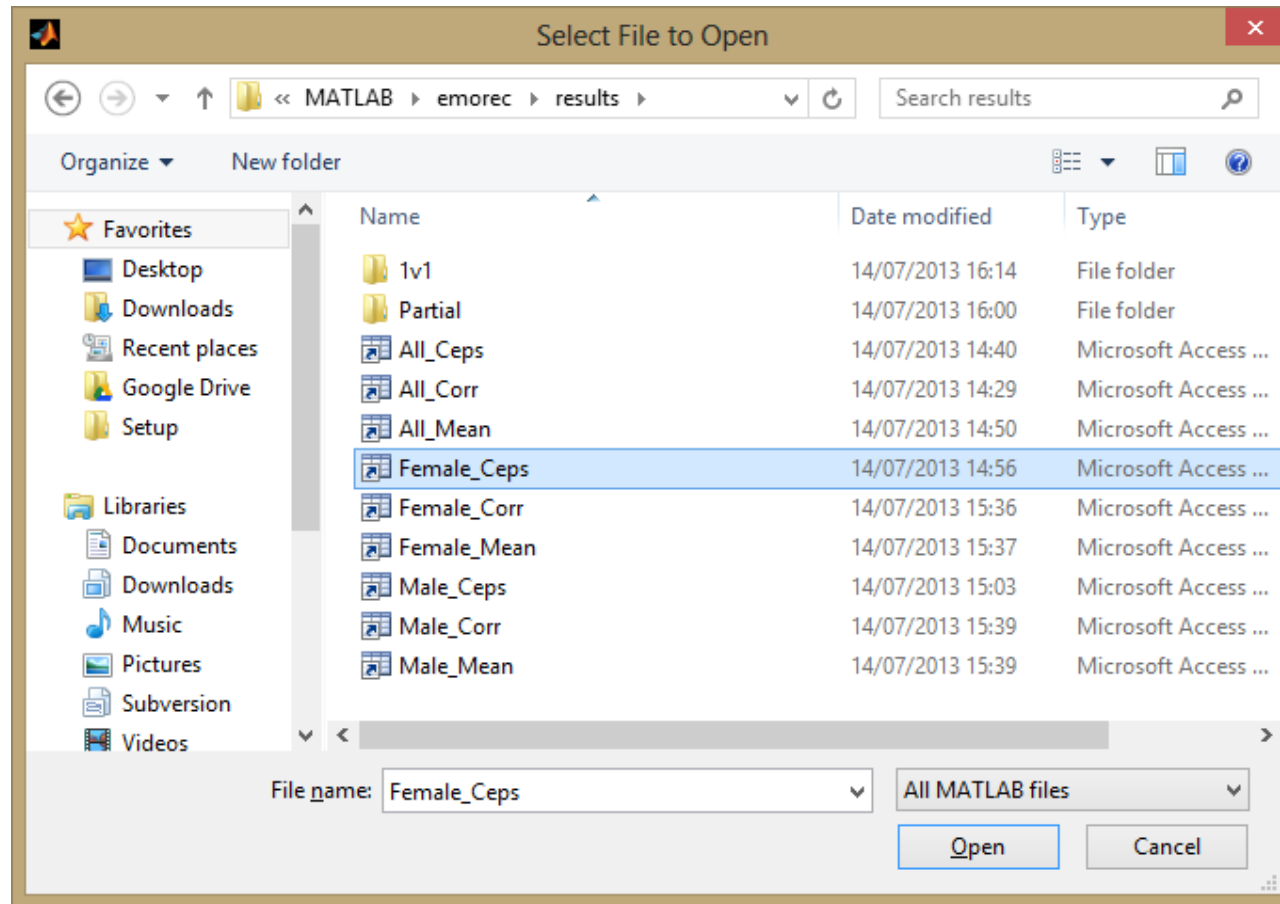 Select File to Open
« MATLAB emorec results Search results
Organize New folder
Name Date modified Type
Favorites
Desktop
Downloads
Recent places
Google Drive
Setup
Libraries
Documents
Downloads
Music
Pictures
Subversion
Videos
1v1 14/07/2013 16:14 File folder
Partial 14/07/2013 16:00 File folder
All_Ceps 14/07/2013 14:40 Microsoft Access ...
All_Corr 14/07/2013 14:29 Microsoft Access ...
All_Mean 14/07/2013 14:50 Microsoft Access ...
Female_Ceps 14/07/2013 14:56 Microsoft Access ...
Female_Corr 14/07/2013 15:36 Microsoft Access ...
Female_Mean 14/07/2013 15:37 Microsoft Access ...
Male_Ceps 14/07/2013 15:03 Microsoft Access ...
Male_Corr 14/07/2013 15:39 Microsoft Access ...
Male_Mean 14/07/2013 15:39 Microsoft Access ...
File name: Female_Ceps All MATLAB files
Open Cancel